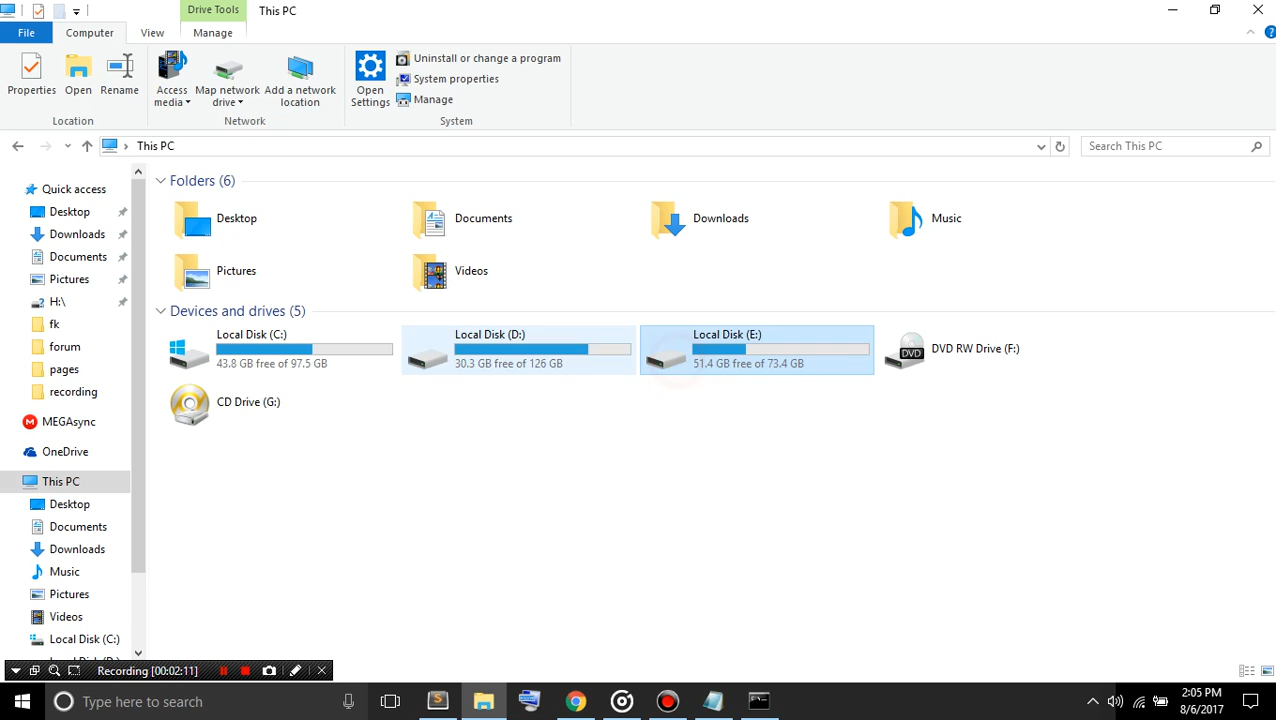 Drive Tools
This PC
File
Computer
View
Manage
Properties
Open
Rename
Access media
Map network drive
Add a network location
Open Settings
Uninstall or change a program
System properties
Manage
Location
Network
System
This PC
Search This PC
Quick access
Desktop
Downloads
Documents
Pictures
H:\
fk
forum
pages
recording
MEGAsync
OneDrive
This PC
Desktop
Documents
Downloads
Music
Pictures
Videos
Local Disk (C:)
Folders (6)
Desktop
Documents
Downloads
Music
Pictures
Videos
Devices and drives (5)
Local Disk (C:)
43.8 GB free of 97.5 GB
Local Disk (D:)
30.3 GB free of 126 GB
Local Disk (E:)
51.4 GB free of 73.4 GB
DVD
DVD RW Drive (F:)
CD Drive (G:)
Recording [00:02:11]
Type here to search
2:05 PM
8/6/2017